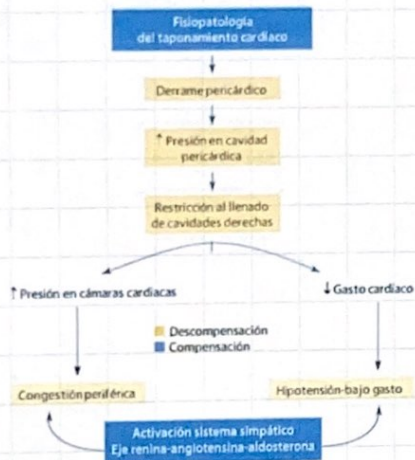 Fisiopatología
del taponamiento cardíaco
Derrame pericárdico
↑ Presión en cavidad
pericárdica
Restricción al llenado
de cavidades derechas
↑ Presión en cámaras cardiacas
↓ Gasto cardíaco
Descompensación
Compensación
Congestión periférica
Hipotensión-bajo gasto
Activación sistema simpático
Eje renina-angiotensina-aldosterona